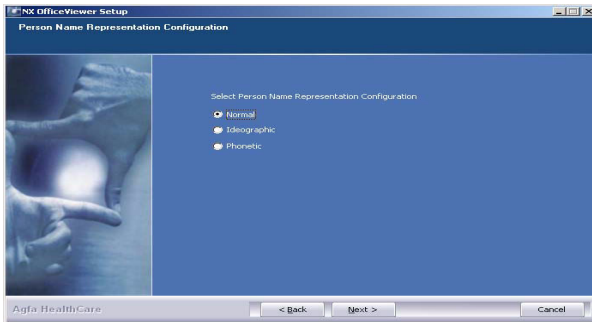 NX OfficeViewer Setup
Person Name Representation Configuration
Select Person Name Representation Configuration
Normal
Ideographic
Phonetic
Agfa HealthCare
< Back Next > Cancel